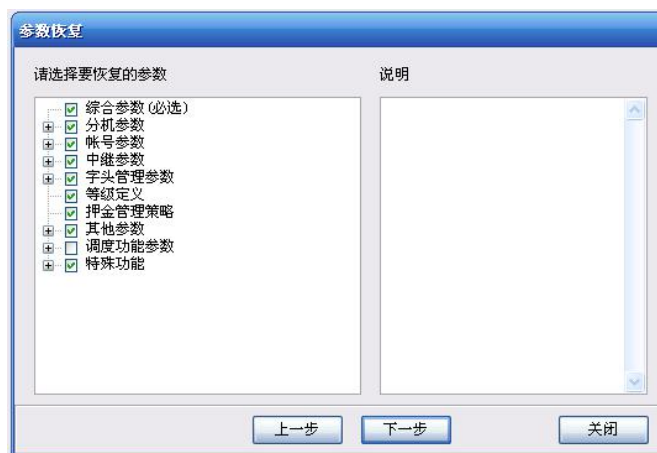 参数恢复
请选择要恢复的参数
说明
综合参数(必选)
分机参数
帐号参数
中继参数
字头管理参数
等级定义
押金管理策略
其他参数
调度功能参数
特殊功能
上一步
下一步
关闭